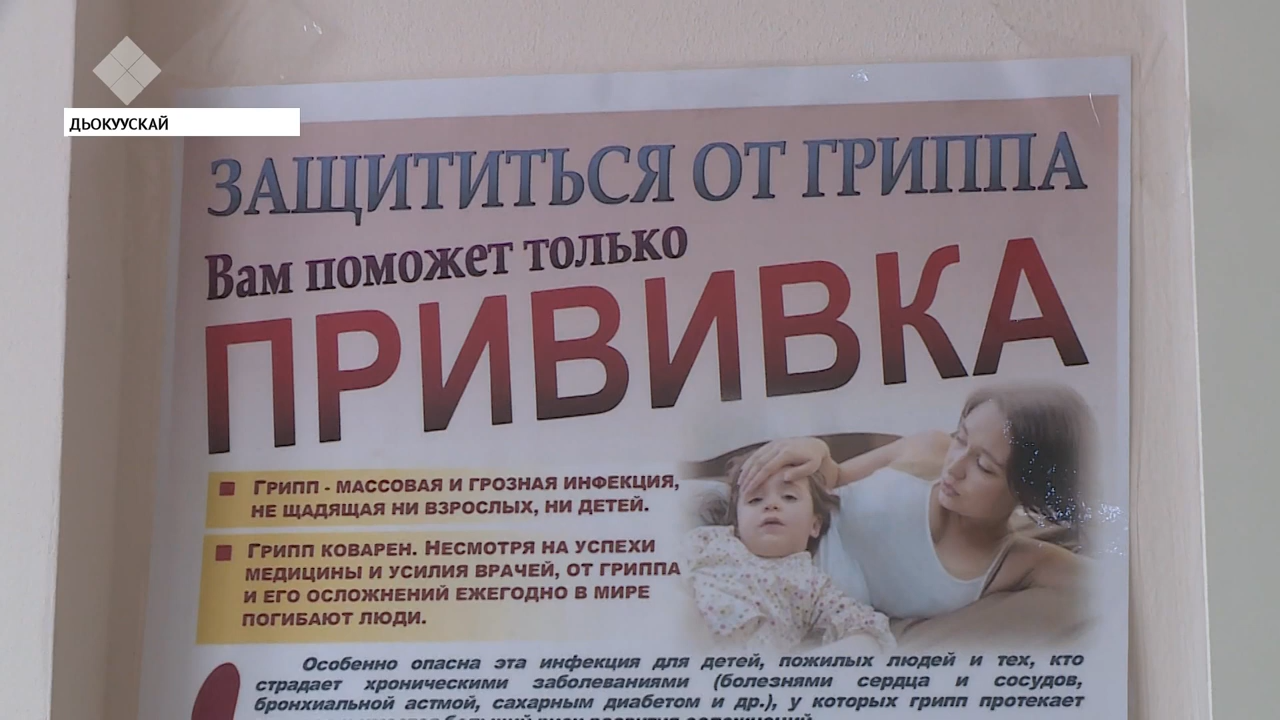 ДЬОКУУСКАЙ
ЗАЩИТИТЬСЯ ОТ ГРИППА
Вам поможет только
ПРИВИВКА
Грипп - массовая и грозная инфекция,
не щадящая ни взрослых, ни детей.
Грипп коварен. Несмотря на успехи
медицины и усилия врачей, от гриппа
и его осложнений ежегодно в мире
погибают люди.
Особенно опасна эта инфекция для детей, пожилых людей и тех, кто
страдает хроническими заболеваниями (болезнями сердца и сосудов,
бронхиальной астмой, сахарным диабетом и др.), у которых грипп протекает